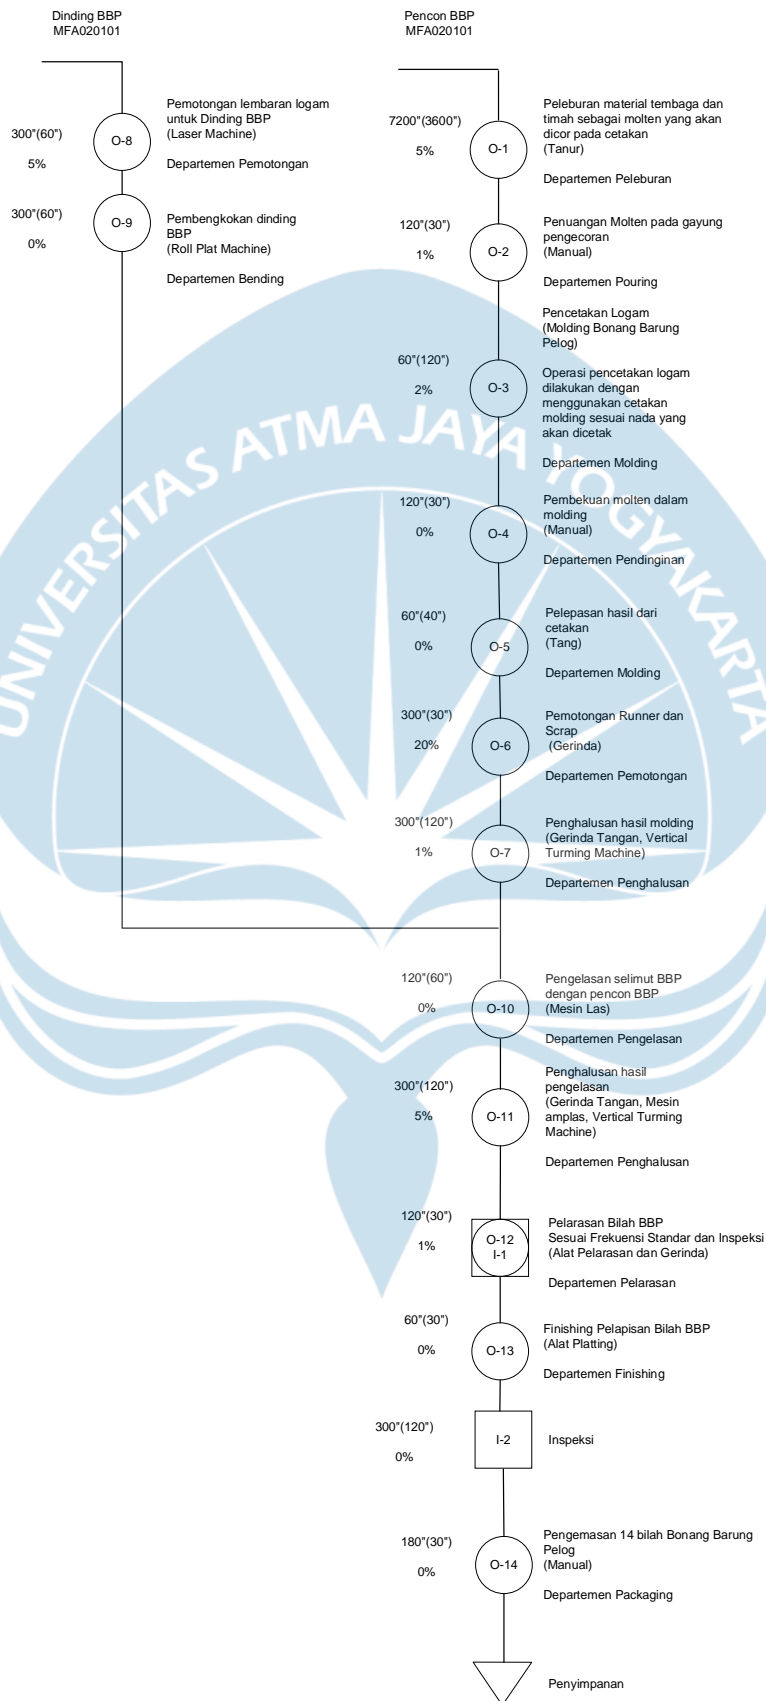 Dinding BBP
MFA020101
300"(60")
5%
O-8
Pemotongan lembaran logam
untuk Dinding BBP
(Laser Machine)
Departemen Pemotongan
300"(60")
0%
O-9
Pembengkokan dinding
BBP
(Roll Plat Machine)
Departemen Bending
Pencon BBP
MFA020101
7200"(3600")
5%
O-1
Peleburan material tembaga dan
timah sebagai molten yang akan
dicor pada cetakan
(Tanur)
Departemen Peleburan
120"(30")
1%
O-2
Penuangan Molten pada gayung
pengecoran
(Manual)
Departemen Pouring
60"(120")
2%
O-3
Pencetakan Logam
(Molding Bonang Barung
Pelog)
Operasi pencetakan logam
dilakukan dengan
menggunakan cetakan
molding sesuai nada yang
akan dicetak
Departemen Molding
120"(30")
0%
O-4
Pembekuan molten dalam
molding
(Manual)
Departemen Pendinginan
60"(40")
0%
O-5
Pelepasan hasil dari
cetakan
(Tang)
Departemen Molding
300"(30")
20%
O-6
Pemotongan Runner dan
Scrap
(Gerinda)
Departemen Pemotongan
300"(120")
1%
O-7
Penghalusan hasil molding
(Gerinda Tangan, Vertical
Turming Machine)
Departemen Penghalusan
120"(60")
0%
O-10
Pengelasan selimut BBP
dengan pencon BBP
(Mesin Las)
Departemen Pengelasan
300"(120")
5%
O-11
Penghalusan hasil
pengelasan
(Gerinda Tangan, Mesin
amplas, Vertical Turming
Machine)
Departemen Penghalusan
120"(30")
1%
O-12
I-1
Pelarasan Bilah BBP
Sesuai Frekuensi Standar dan Inspeksi
(Alat Pelarasan dan Gerinda)
Departemen Pelarasan
60"(30")
0%
O-13
Finishing Pelapisan Bilah BBP
(Alat Platting)
Departemen Finishing
300"(120")
0%
I-2
Inspeksi
180"(30")
0%
O-14
Pengemasan 14 bilah Bonang Barung
Pelog
(Manual)
Departemen Packaging
Penyimpanan
UNIVERSITAS ATMA JAYA YOGYAKARTA